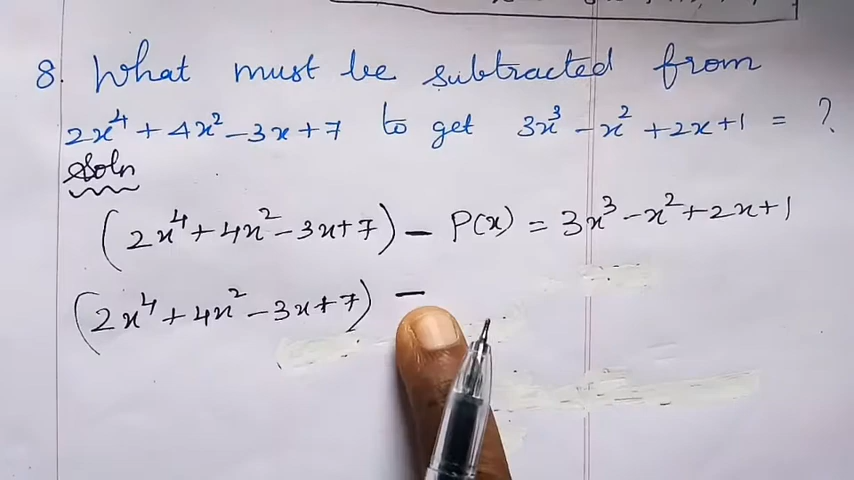 8. What must be subtracted from
2x⁴ + 4x² - 3x + 7 to get 3x³ - x² + 2x + 1 = ?
Soln
(2x⁴ + 4x² - 3x + 7) - P(x) = 3x³ - x² + 2x + 1
(2x⁴ + 4x² - 3x + 7) -